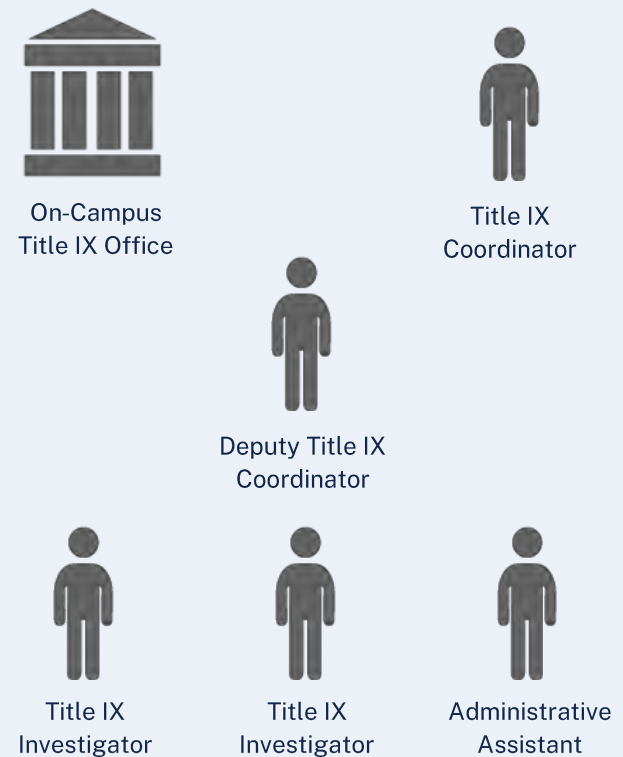 On-Campus
Title IX Office
Title IX
Coordinator
Deputy Title IX
Coordinator
Title IX
Investigator
Title IX
Investigator
Administrative
Assistant